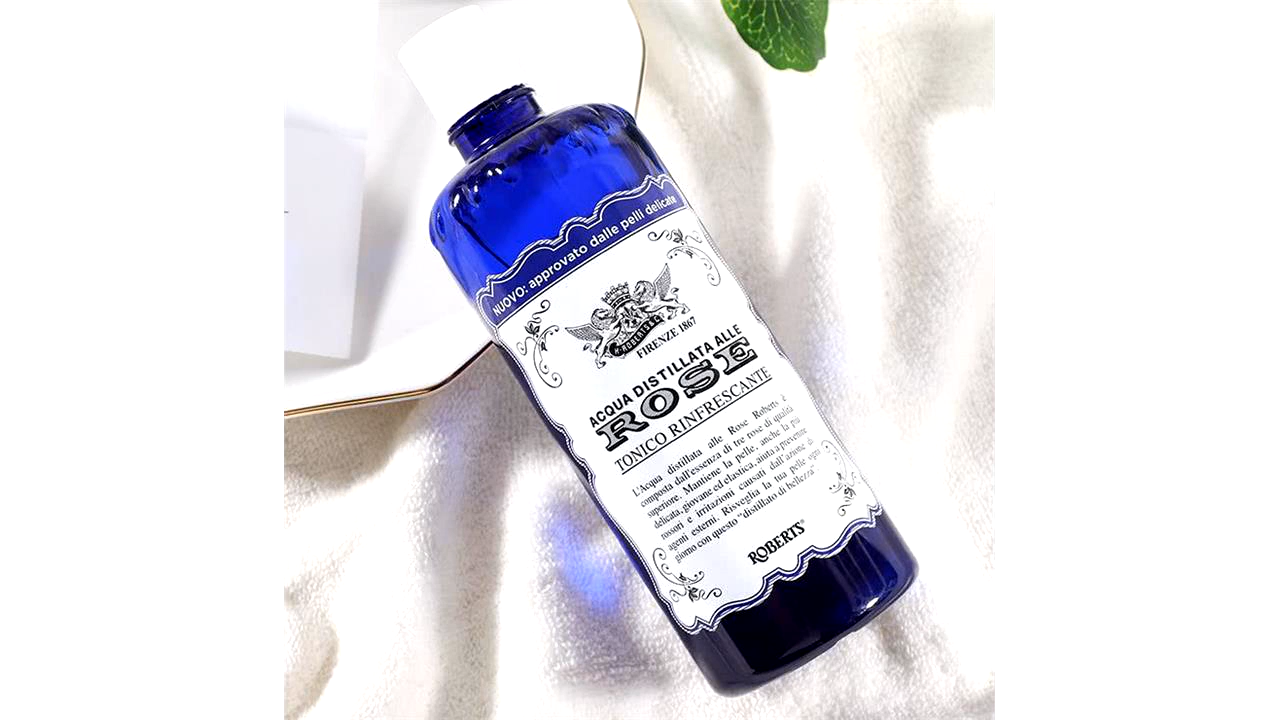 NUOVO: approvato dalle pelli delicate
ROBERTS & C.
FIRENZE 1867
ACQUA DISTILLATA ALLE
ROSE
TONICO RINFRESCANTE
L'Acqua distillata alle Rose Roberts è
composta dall'essenza di tre rose di qualità
superiore. Mantiene la pelle, anche la più
delicata, giovane ed elastica, aiuta a prevenire
rossori e irritazioni causati dall'azione di
agenti esterni. Risveglia la tua pelle ogni
giorno con questo "distillato di bellezza"
ROBERTS®